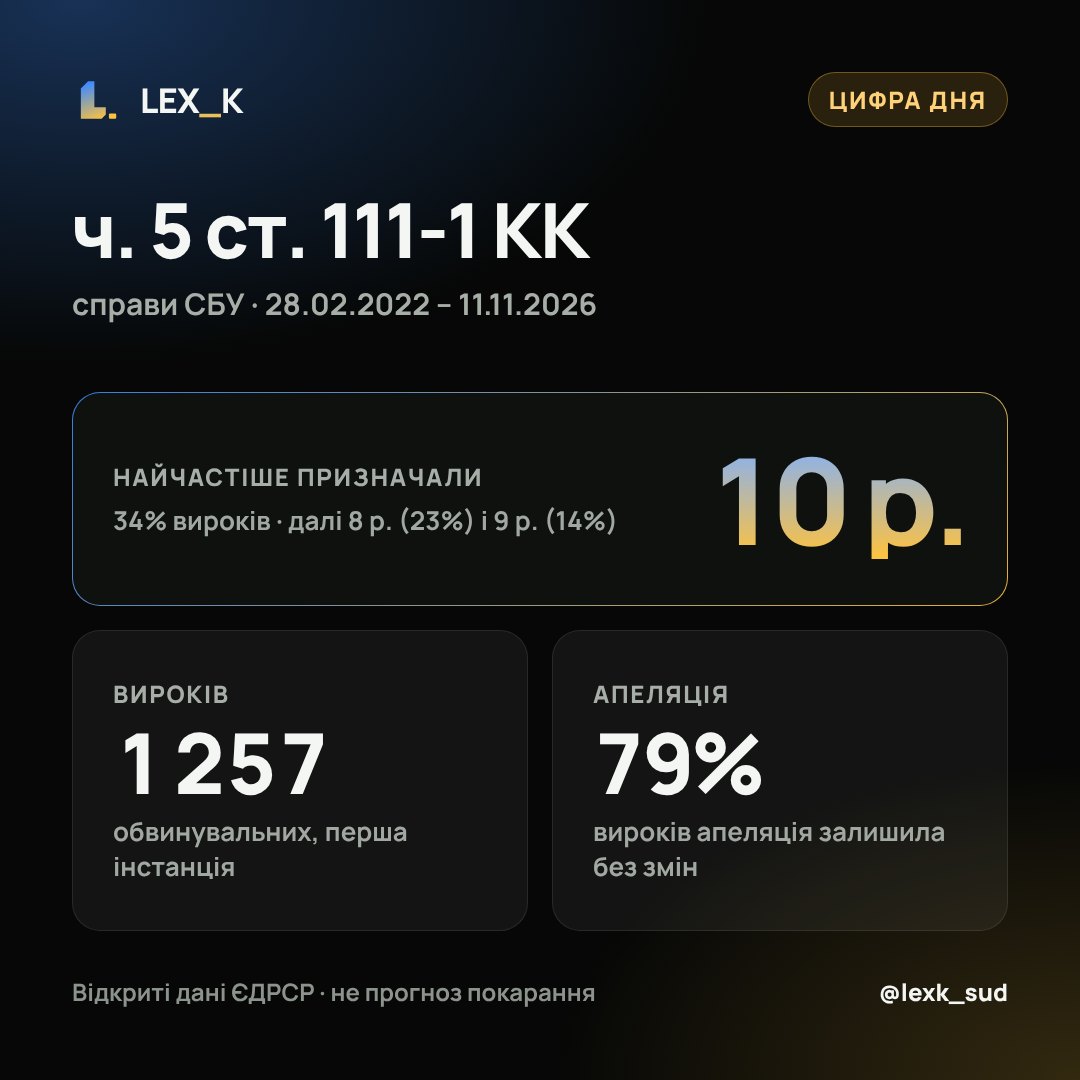 LEX_K
ЦИФРА ДНЯ
ч. 5 ст. 111-1 КК
справи СБУ · 28.02.2022 – 11.11.2026
НАЙЧАСТІШЕ ПРИЗНАЧАЛИ
34% вироків · далі 8 р. (23%) і 9 р. (14%)
10 р.
ВИРОКІВ
1 257
обвинувальних, перша
інстанція
АПЕЛЯЦІЯ
79%
вироків апеляція залишила
без змін
Відкриті дані ЄДРСР · не прогноз покарання
@lexk_sud